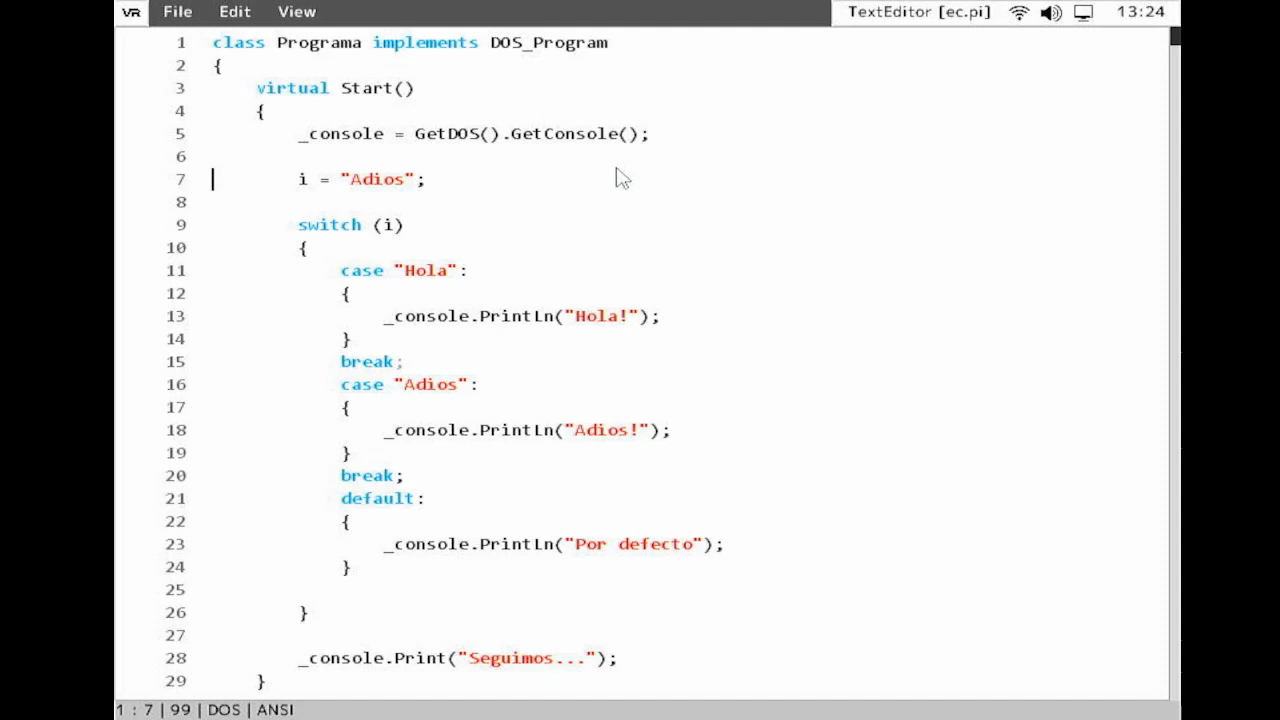 VR File Edit View TextEditor [ec.pi] 13:24
1 class Programa implements DOS_Program
2 {
3 virtual Start()
4 {
5 _console = GetDOS().GetConsole();
6
7 i = "Adios";
8
9 switch (i)
10 {
11 case "Hola":
12 {
13 _console.PrintLn("Hola!");
14 }
15 break;
16 case "Adios":
17 {
18 _console.PrintLn("Adios!");
19 }
20 break;
21 default:
22 {
23 _console.PrintLn("Por defecto");
24 }
25
26 }
27
28 _console.Print("Seguimos...");
29 }
1 : 7 | 99 | DOS | ANSI